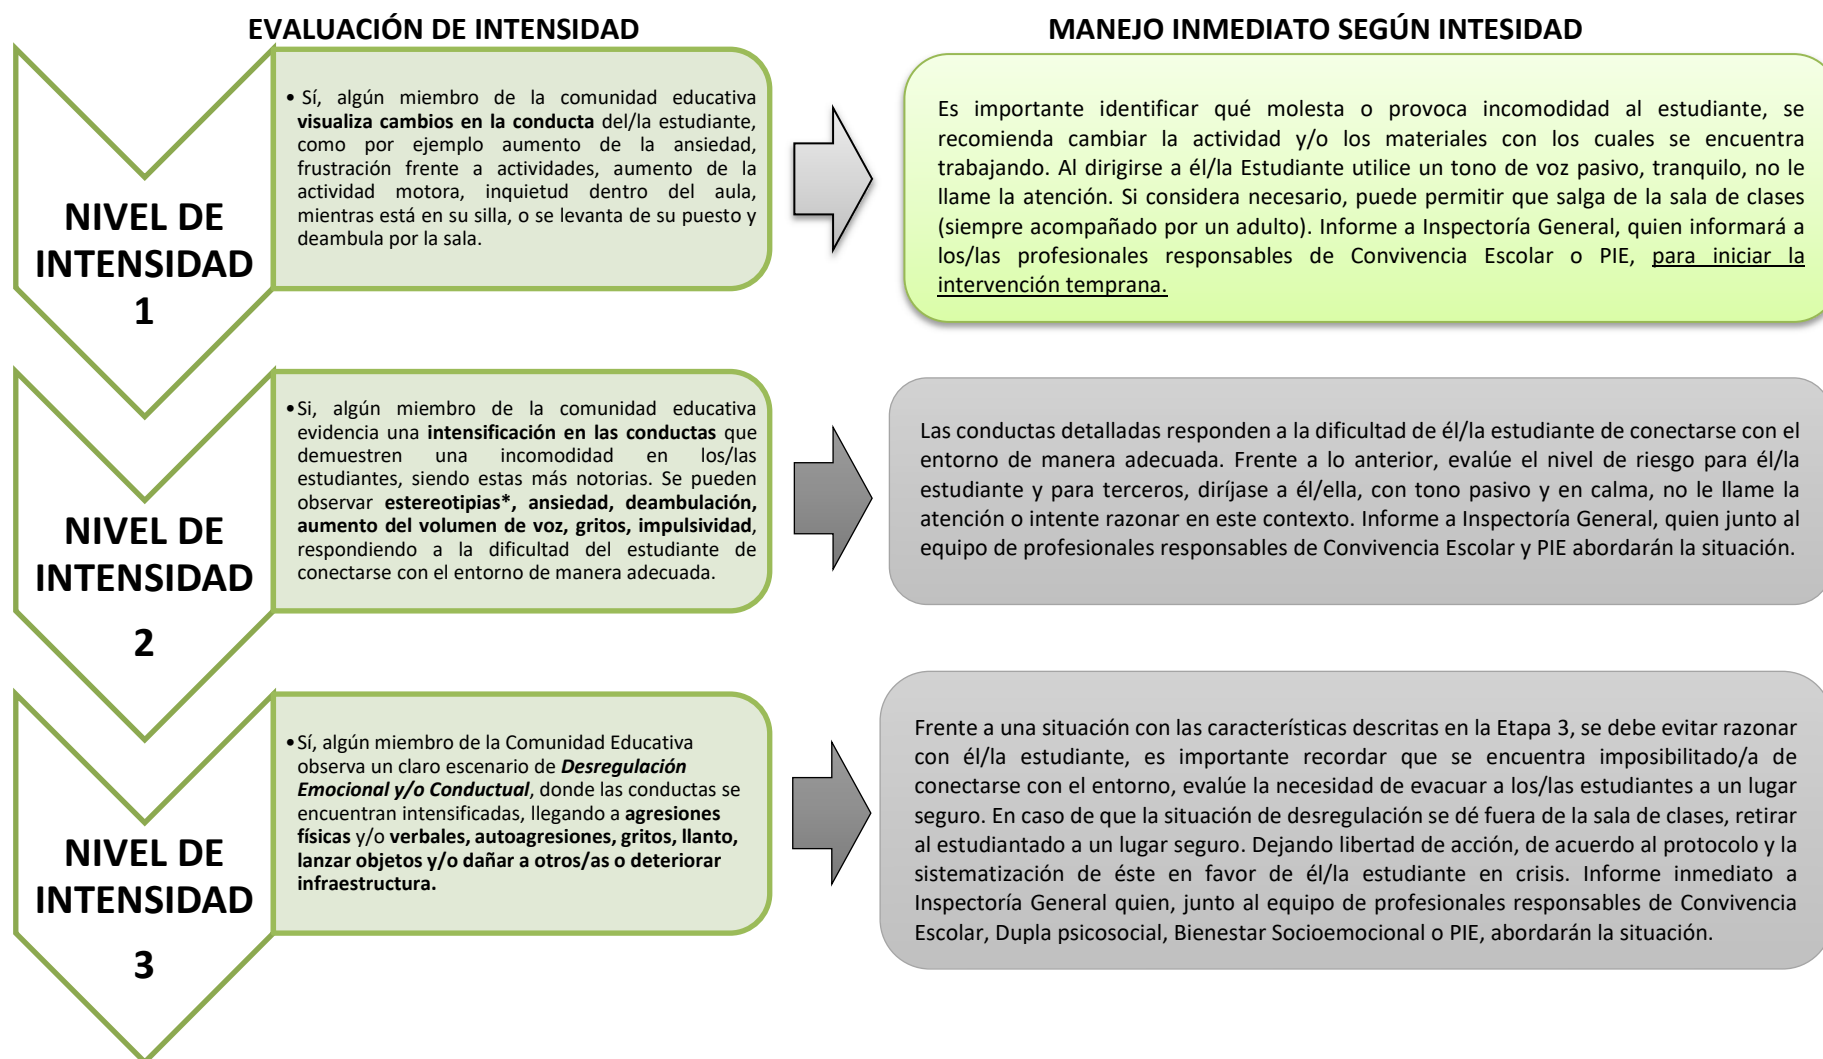 EVALUACIÓN DE INTENSIDAD
MANEJO INMEDIATO SEGÚN INTESIDAD
NIVEL DE
INTENSIDAD
1
• Sí, algún miembro de la comunidad educativa
visualiza cambios en la conducta del/la estudiante,
como por ejemplo aumento de la ansiedad,
frustración frente a actividades, aumento de la
actividad motora, inquietud dentro del aula,
mientras está en su silla, o se levanta de su puesto y
deambula por la sala.
Es importante identificar qué molesta o provoca incomodidad al estudiante, se
recomienda cambiar la actividad y/o los materiales con los cuales se encuentra
trabajando. Al dirigirse a él/la Estudiante utilice un tono de voz pasivo, tranquilo, no le
llame la atención. Si considera necesario, puede permitir que salga de la sala de clases
(siempre acompañado por un adulto). Informe a Inspectoría General, quien informará a
los/las profesionales responsables de Convivencia Escolar o PIE, para iniciar la
intervención temprana.
NIVEL DE
INTENSIDAD
2
•Si, algún miembro de la comunidad educativa
evidencia una intensificación en las conductas que
demuestren una incomodidad en los/las
estudiantes, siendo estas más notorias. Se pueden
observar estereotipias*, ansiedad, deambulación,
aumento del volumen de voz, gritos, impulsividad,
respondiendo a la dificultad del estudiante de
conectarse con el entorno de manera adecuada.
Las conductas detalladas responden a la dificultad de él/la estudiante de conectarse con el
entorno de manera adecuada. Frente a lo anterior, evalúe el nivel de riesgo para él/la
estudiante y para terceros, diríjase a él/ella, con tono pasivo y en calma, no le llame la
atención o intente razonar en este contexto. Informe a Inspectoría General, quien junto al
equipo de profesionales responsables de Convivencia Escolar y PIE abordarán la situación.
NIVEL DE
INTENSIDAD
3
•Sí, algún miembro de la Comunidad Educativa
observa un claro escenario de Desregulación
Emocional y/o Conductual, donde las conductas se
encuentran intensificadas, llegando a agresiones
físicas y/o verbales, autoagresiones, gritos, llanto,
lanzar objetos y/o dañar a otros/as o deteriorar
infraestructura.
Frente a una situación con las características descritas en la Etapa 3, se debe evitar razonar
con él/la estudiante, es importante recordar que se encuentra imposibilitado/a de
conectarse con el entorno, evalúe la necesidad de evacuar a los/las estudiantes a un lugar
seguro. En caso de que la situación de desregulación se dé fuera de la sala de clases, retirar
al estudiantado a un lugar seguro. Dejando libertad de acción, de acuerdo al protocolo y la
sistematización de éste en favor de él/la estudiante en crisis. Informe inmediato a
Inspectoría General quien, junto al equipo de profesionales responsables de Convivencia
Escolar, Dupla psicosocial, Bienestar Socioemocional o PIE, abordarán la situación.